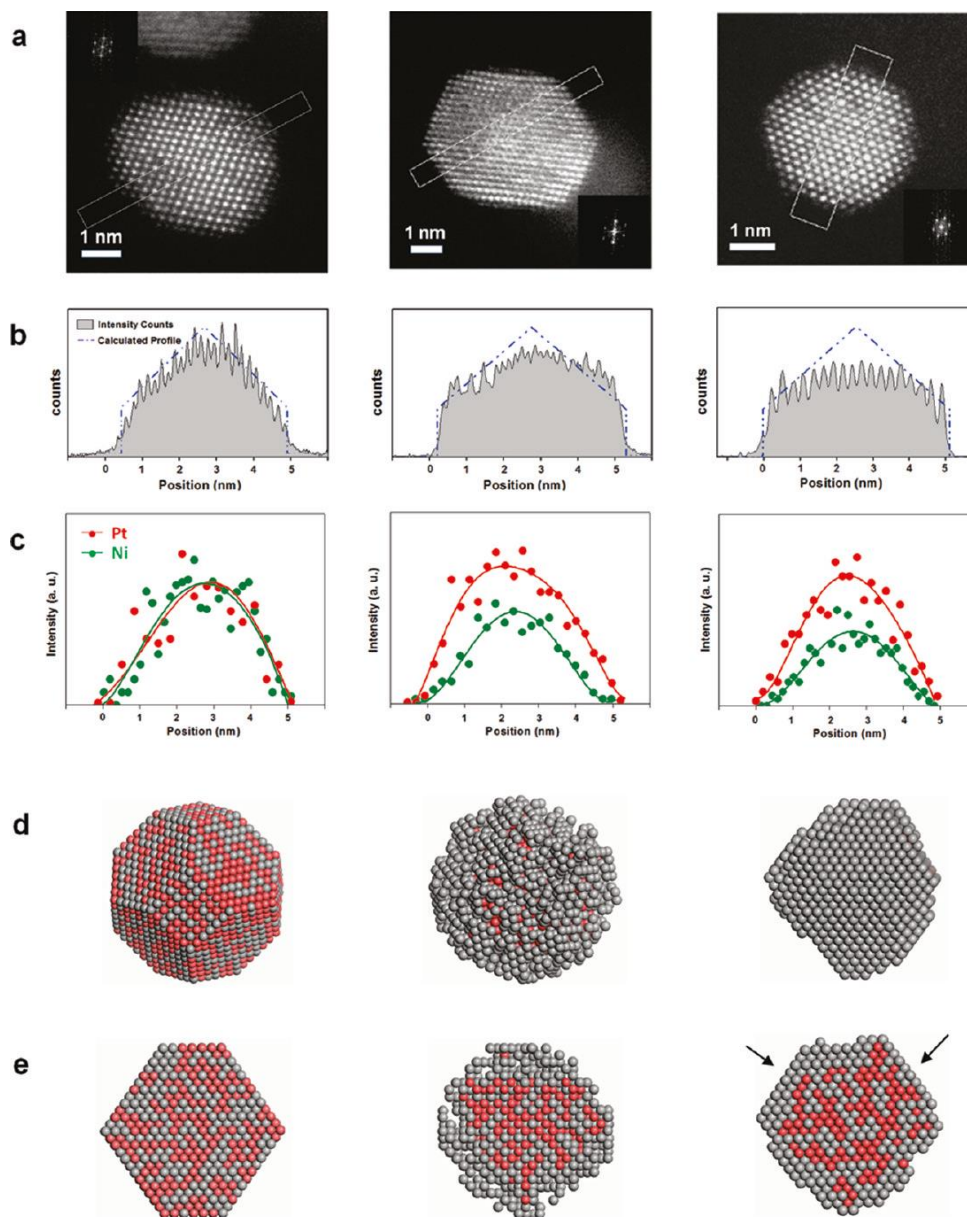 a
1 nm
1 nm
1 nm
b
Intensity Counts
Calculated Profile
counts
counts
counts
0 1 2 3 4 5
0 1 2 3 4 5
0 1 2 3 4 5
Position (nm)
Position (nm)
Position (nm)
c
Pt
Ni
Intensity (a. u.)
Intensity (a. u.)
Intensity (a. u.)
0 1 2 3 4 5
0 1 2 3 4 5
0 1 2 3 4 5
Position (nm)
Position (nm)
Position (nm)
d
e